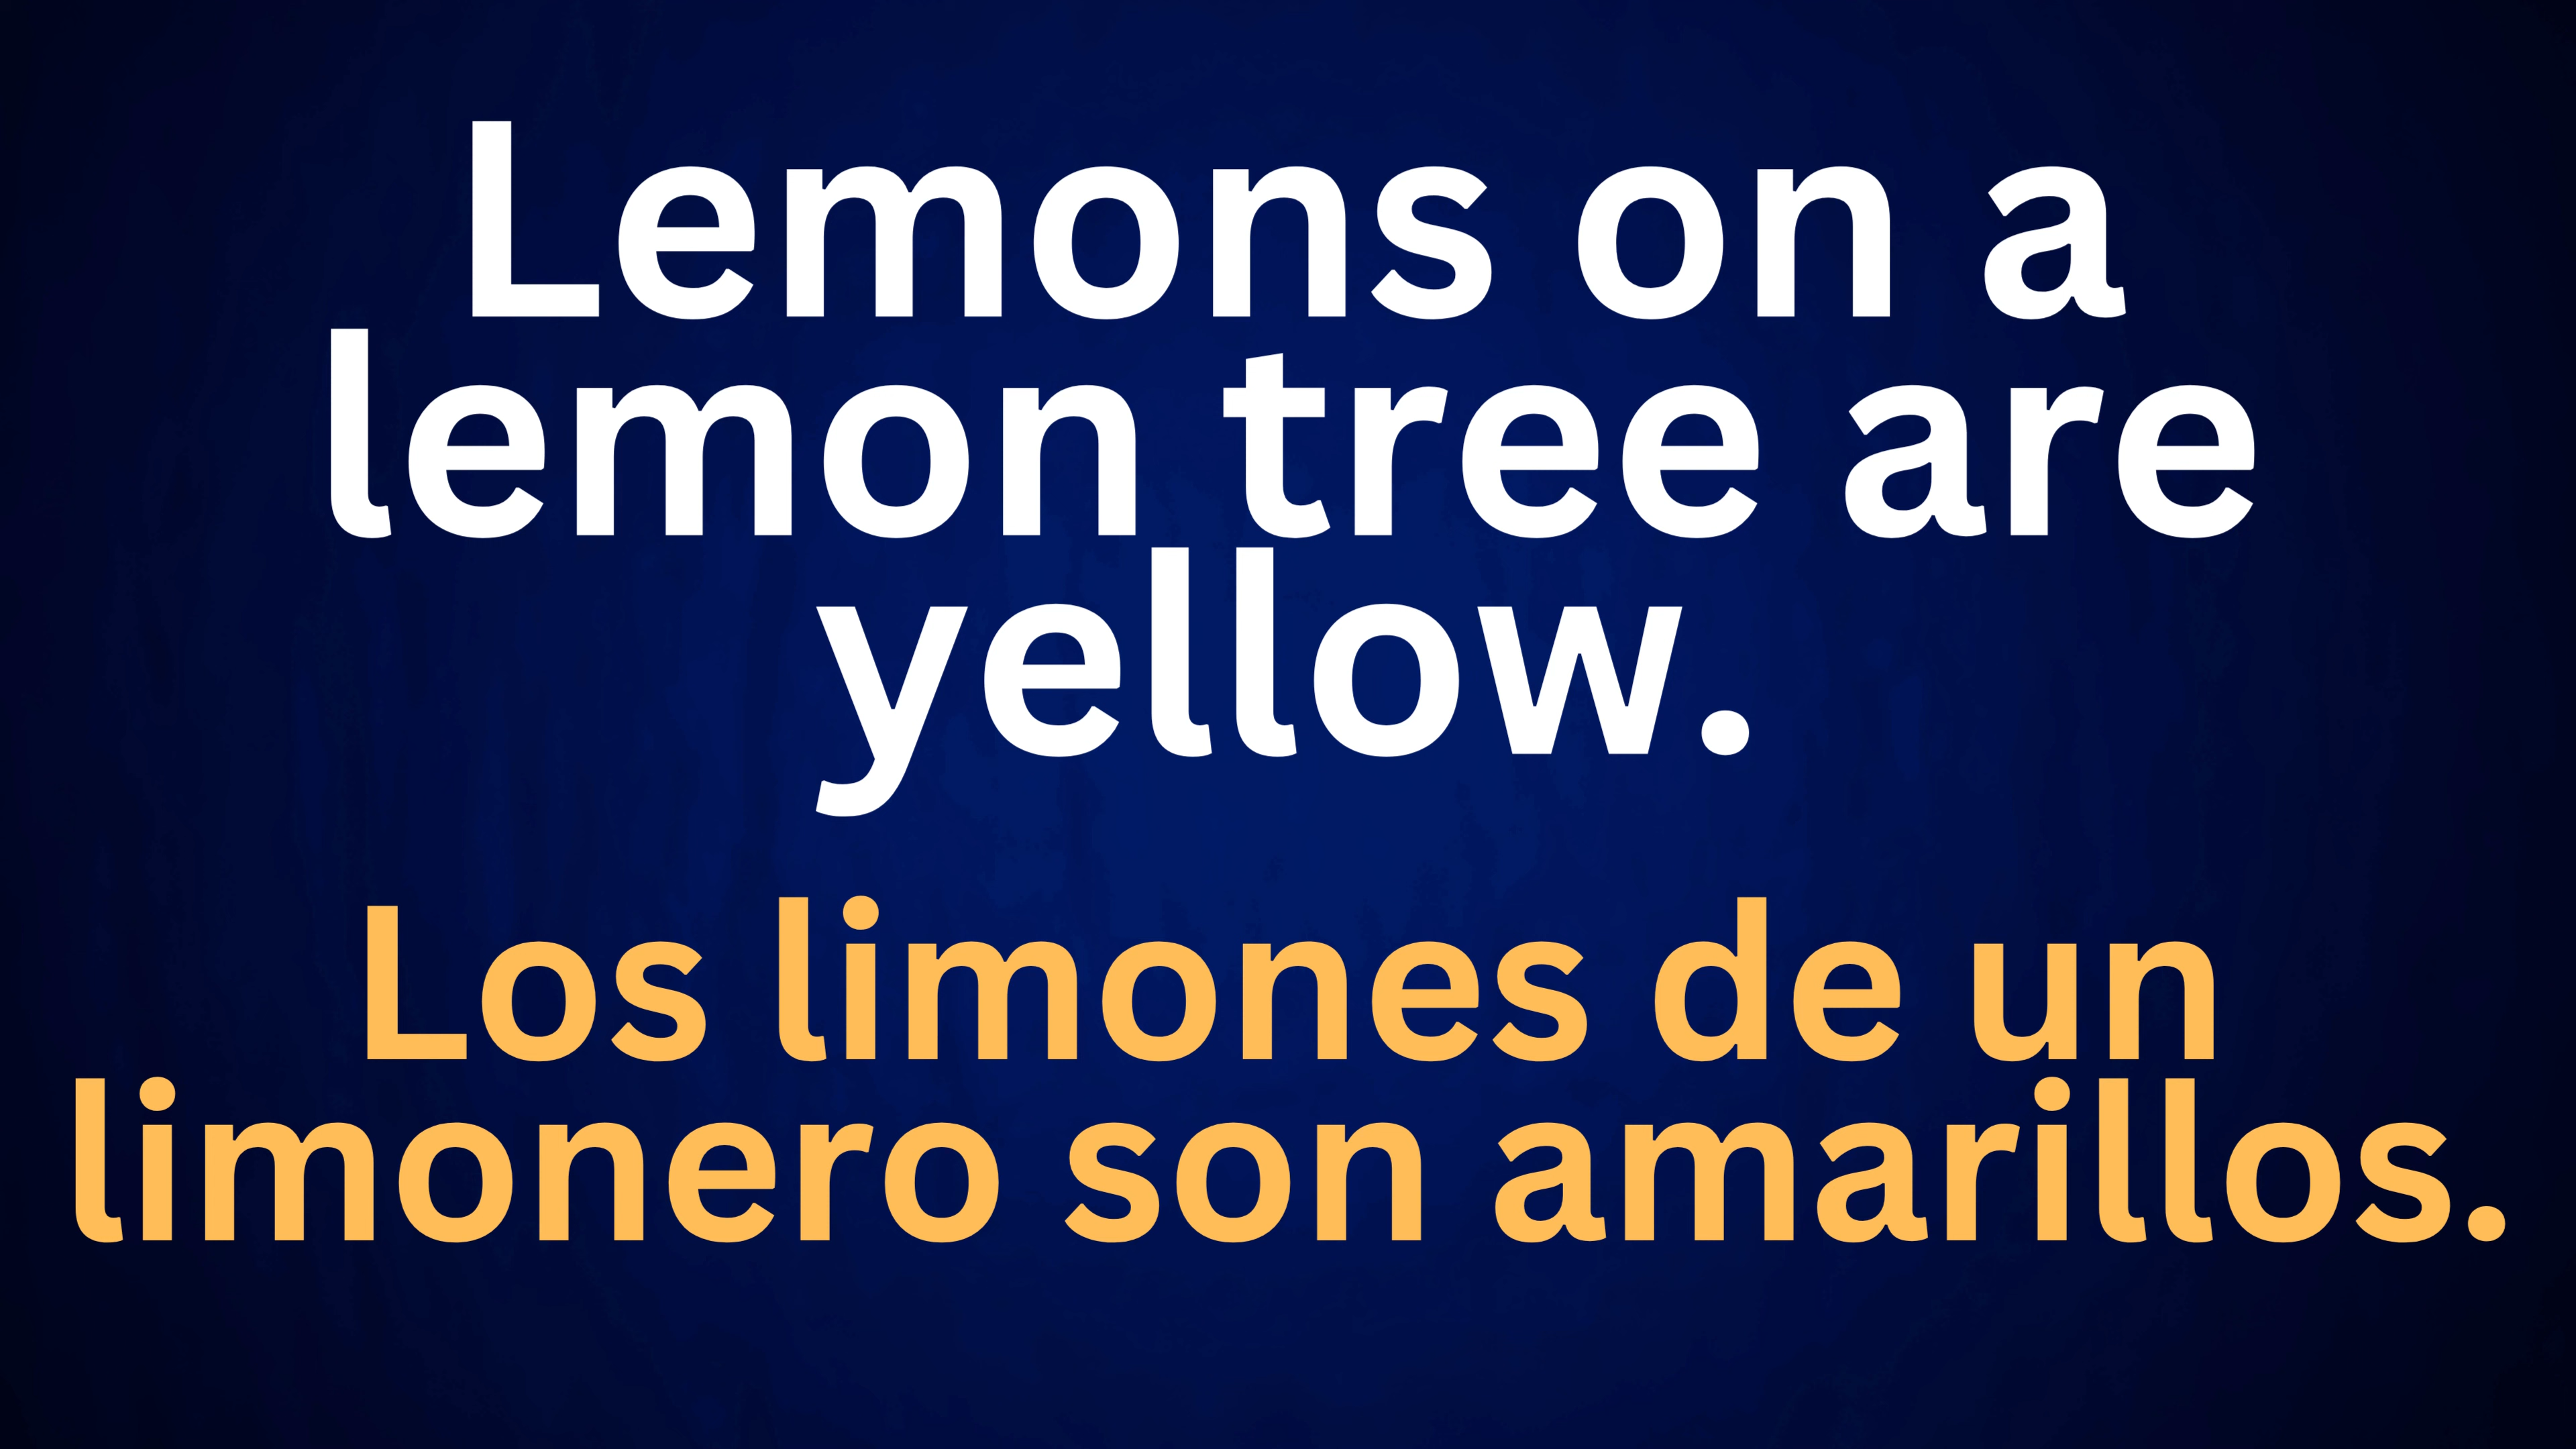 Lemons on a
lemon tree are
yellow.
Los limones de un
limonero son amarillos.